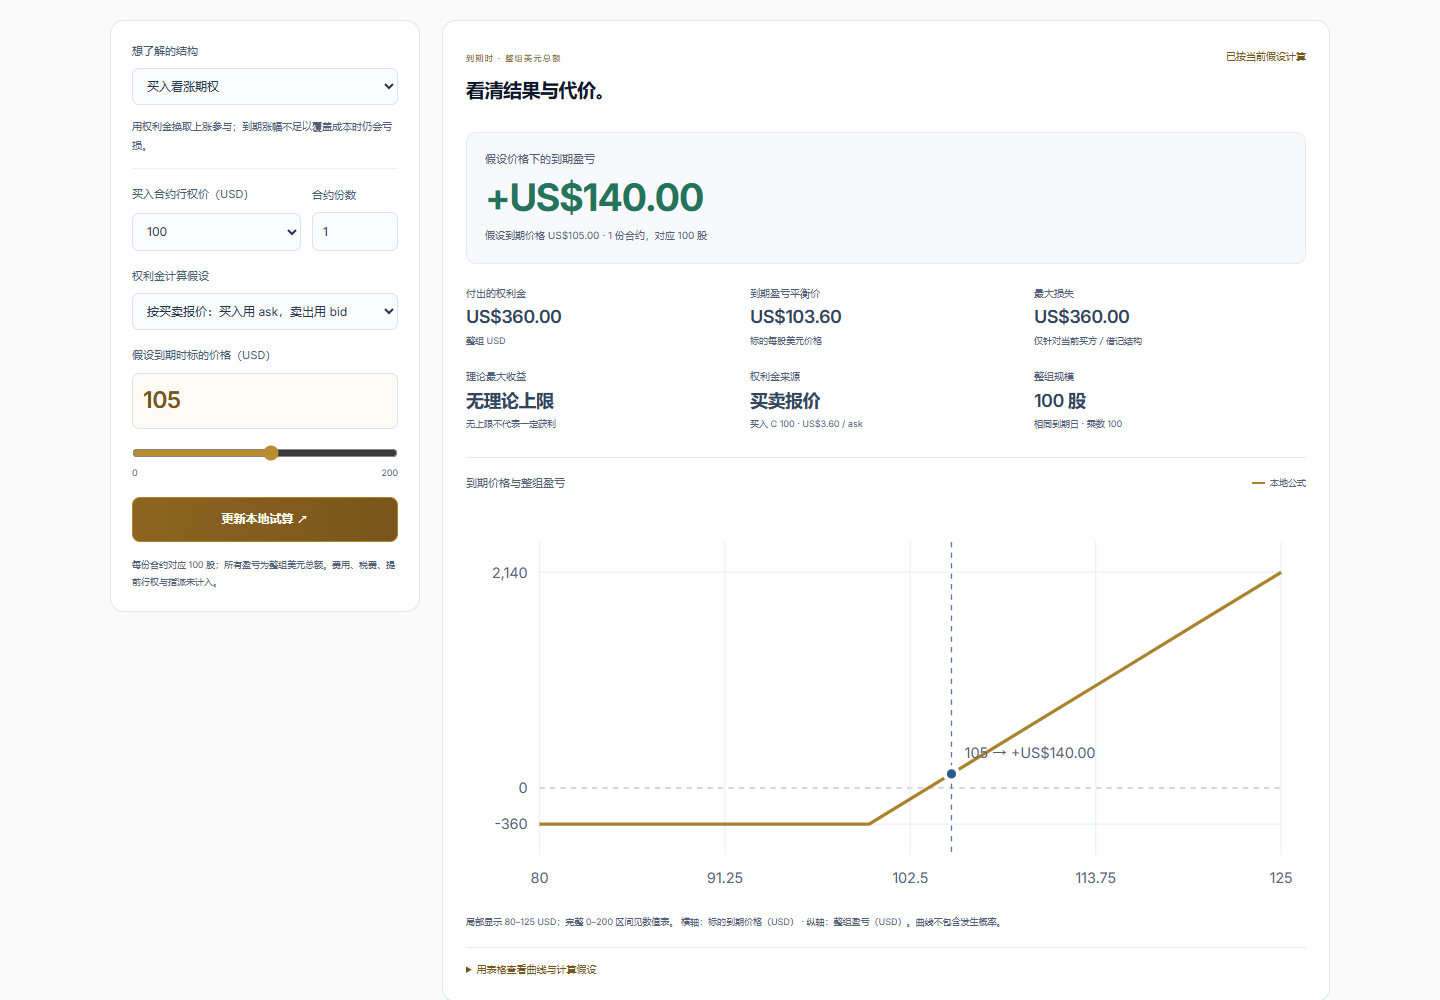 想了解的结构
买入看涨期权
用权利金换取上涨参与；到期涨幅不足以覆盖成本时仍会亏
损。
买入合约行权价（USD）
合约份数
100
1
权利金计算假设
按买卖报价：买入用 ask，卖出用 bid
假设到期时标的价格（USD）
105
0
200
更新本地试算 ↗
每份合约对应 100 股；所有盈亏为整组美元总额。费用、税费、提
前行权与指派未计入。
到期时 · 整组美元总额
已按当前假设计算
看清结果与代价。
假设价格下的到期盈亏
+US$140.00
假设到期价格 US$105.00 · 1 份合约，对应 100 股
付出的权利金
US$360.00
整组 USD
到期盈亏平衡价
US$103.60
标的每股美元价格
最大损失
US$360.00
仅针对当前买方 / 借记结构
理论最大收益
无理论上限
无上限不代表一定获利
权利金来源
买卖报价
买入 C 100 · US$3.60 / ask
整组规模
100 股
相同到期日 · 乘数 100
到期价格与整组盈亏
本地公式
2,140
105 → +US$140.00
0
-360
80
91.25
102.5
113.75
125
局部显示 80–125 USD；完整 0–200 区间见数值表。 横轴：标的到期价格（USD） · 纵轴：整组盈亏（USD）。曲线不包含发生概率。
▶ 用表格查看曲线与计算假设